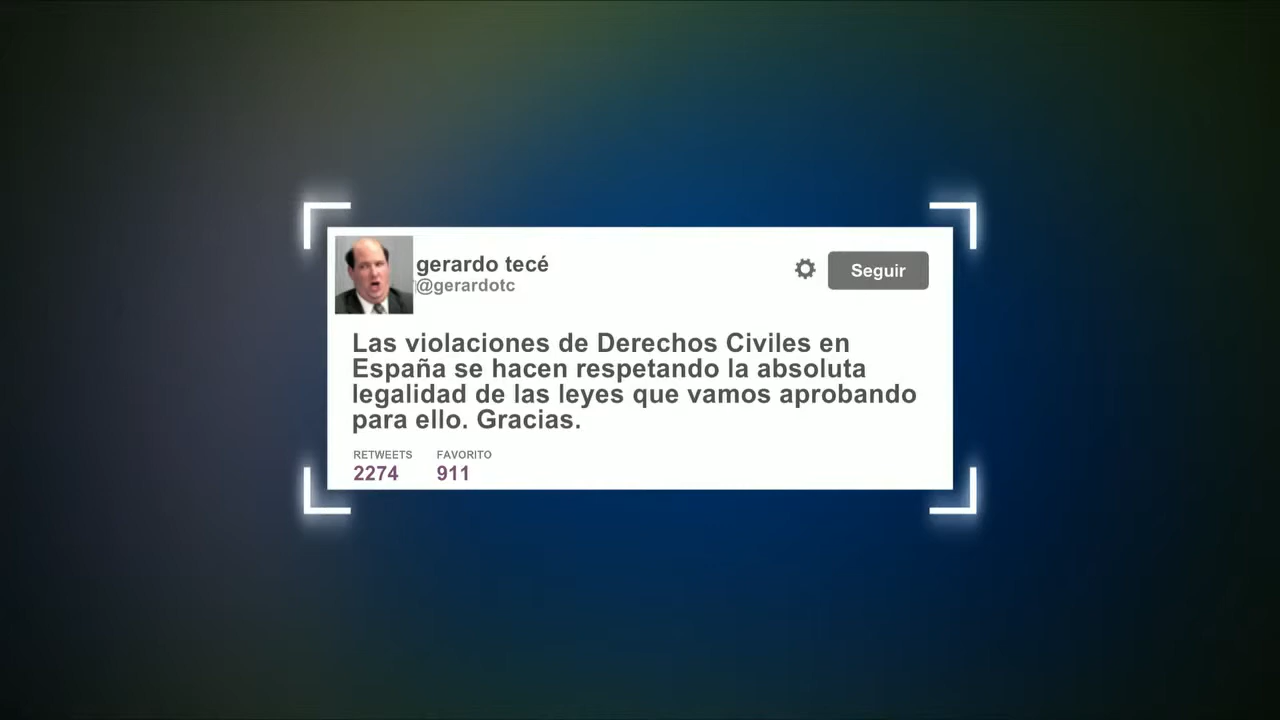 gerardo tecé
@gerardotc
Seguir
Las violaciones de Derechos Civiles en
España se hacen respetando la absoluta
legalidad de las leyes que vamos aprobando
para ello. Gracias.
RETWEETS FAVORITO
2274 911